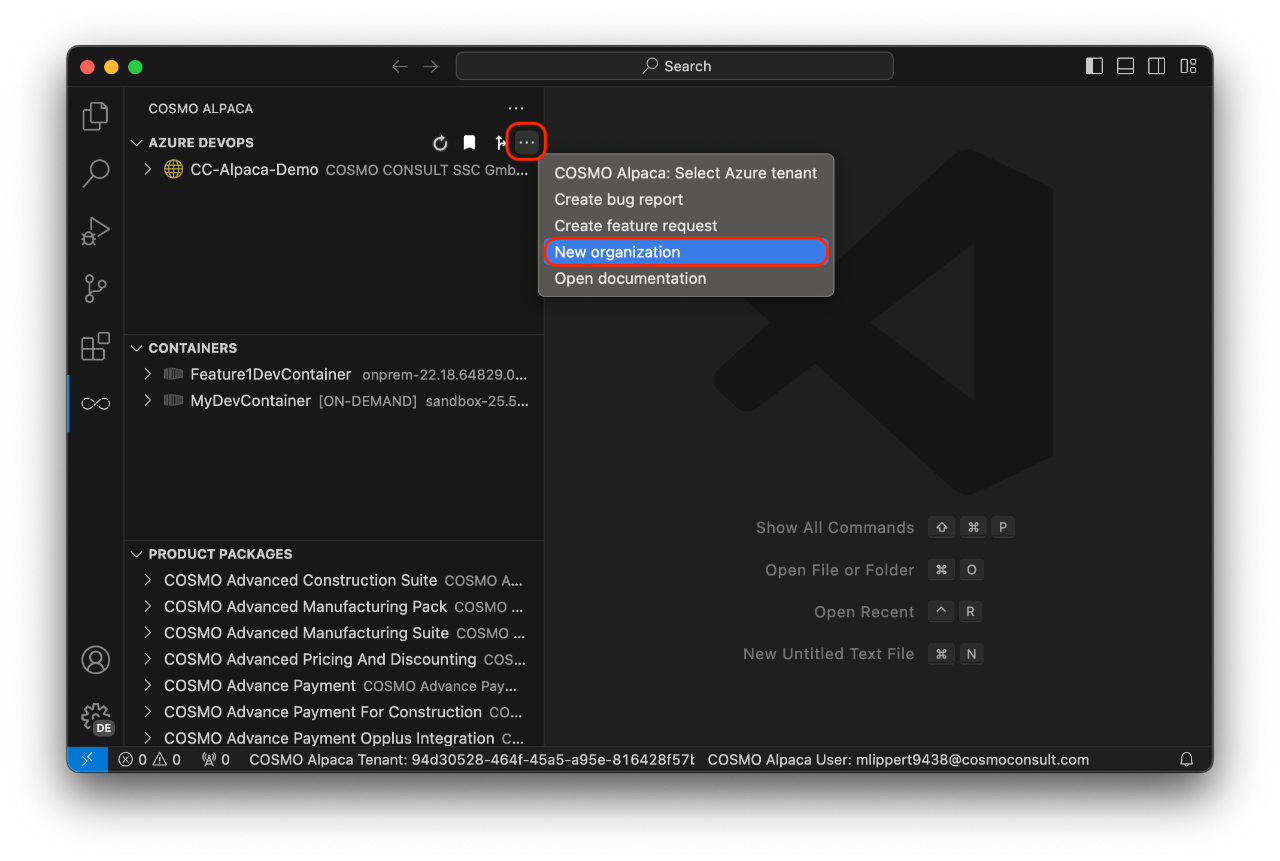 Search
COSMO ALPACA
AZURE DEVOPS
CC-Alpaca-Demo COSMO CONSULT SSC Gmb...
COSMO Alpaca: Select Azure tenant
Create bug report
Create feature request
New organization
Open documentation
CONTAINERS
Feature1DevContainer onprem-22.18.64829.0...
MyDevContainer [ON-DEMAND] sandbox-25.5...
Show All Commands ⇧ ⌘ P
Open File or Folder ⌘ O
Open Recent ^ R
New Untitled Text File ⌘ N
PRODUCT PACKAGES
COSMO Advanced Construction Suite COSMO A...
COSMO Advanced Manufacturing Pack COSMO ...
COSMO Advanced Manufacturing Suite COSMO ...
COSMO Advanced Pricing And Discounting COS...
COSMO Advance Payment COSMO Advance Pay...
COSMO Advance Payment For Construction CO...
COSMO Advance Payment Opplus Integration C...
DE
0 0 0 COSMO Alpaca Tenant: 94d30528-464f-45a5-a95e-816428f57b COSMO Alpaca User: mlippert9438@cosmoconsult.com